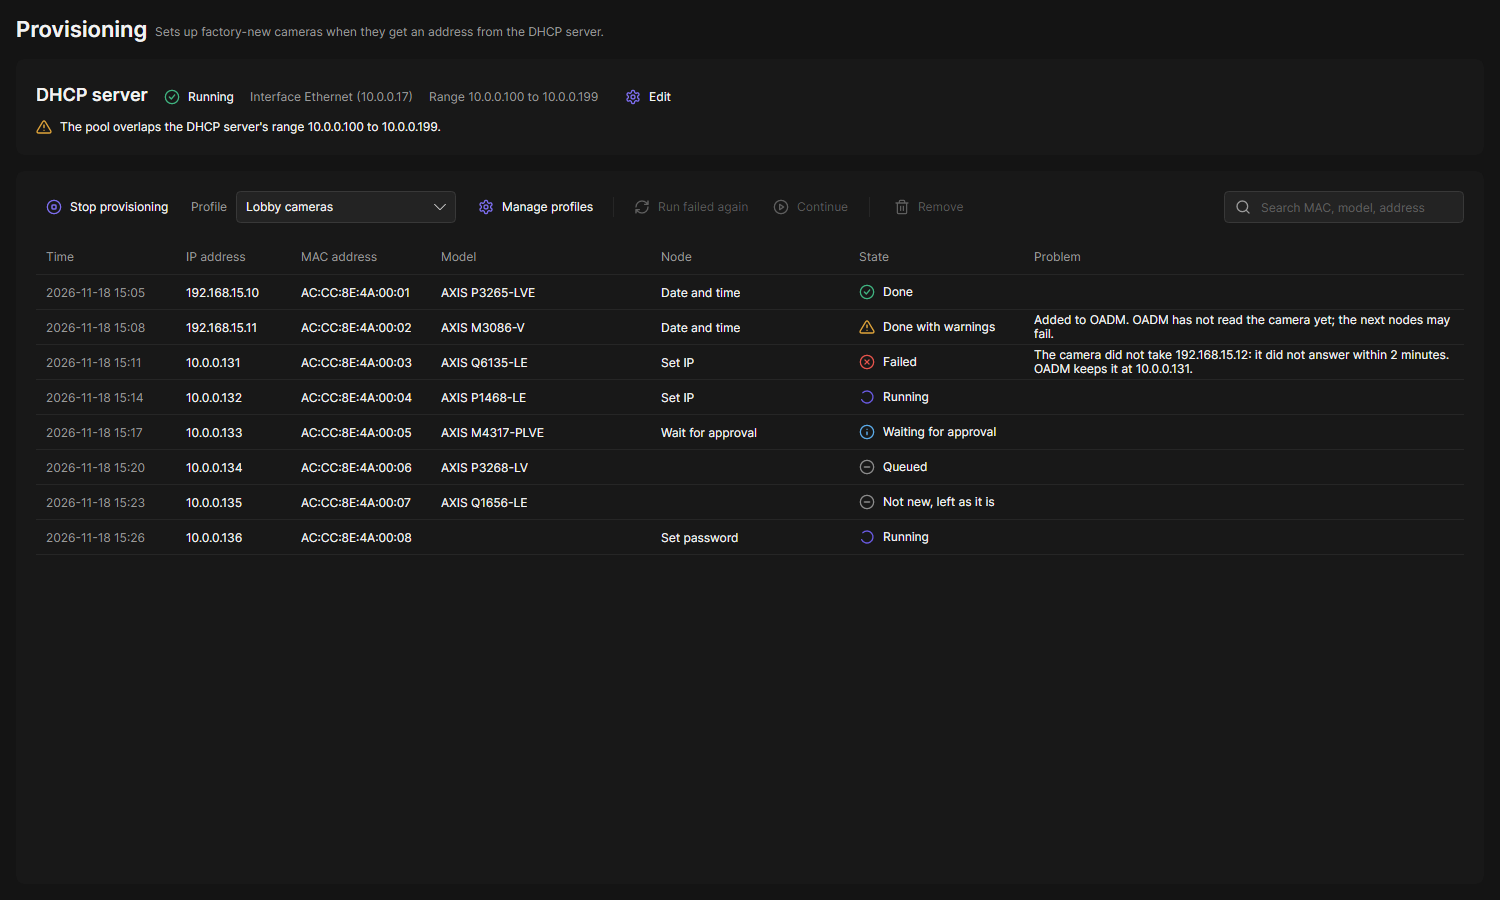 Provisioning Sets up factory-new cameras when they get an address from the DHCP server.
DHCP server Running Interface Ethernet (10.0.0.17) Range 10.0.0.100 to 10.0.0.199 Edit
The pool overlaps the DHCP server's range 10.0.0.100 to 10.0.0.199.
Stop provisioning Profile Lobby cameras Manage profiles Run failed again Continue Remove Search MAC, model, address
Time IP address MAC address Model Node State Problem
2026-11-18 15:05 192.168.15.10 AC:CC:8E:4A:00:01 AXIS P3265-LVE Date and time Done
2026-11-18 15:08 192.168.15.11 AC:CC:8E:4A:00:02 AXIS M3086-V Date and time Done with warnings Added to OADM. OADM has not read the camera yet; the next nodes may
fail.
2026-11-18 15:11 10.0.0.131 AC:CC:8E:4A:00:03 AXIS Q6135-LE Set IP Failed The camera did not take 192.168.15.12: it did not answer within 2 minutes.
OADM keeps it at 10.0.0.131.
2026-11-18 15:14 10.0.0.132 AC:CC:8E:4A:00:04 AXIS P1468-LE Set IP Running
2026-11-18 15:17 10.0.0.133 AC:CC:8E:4A:00:05 AXIS M4317-PLVE Wait for approval Waiting for approval
2026-11-18 15:20 10.0.0.134 AC:CC:8E:4A:00:06 AXIS P3268-LV Queued
2026-11-18 15:23 10.0.0.135 AC:CC:8E:4A:00:07 AXIS Q1656-LE Not new, left as it is
2026-11-18 15:26 10.0.0.136 AC:CC:8E:4A:00:08 Set password Running